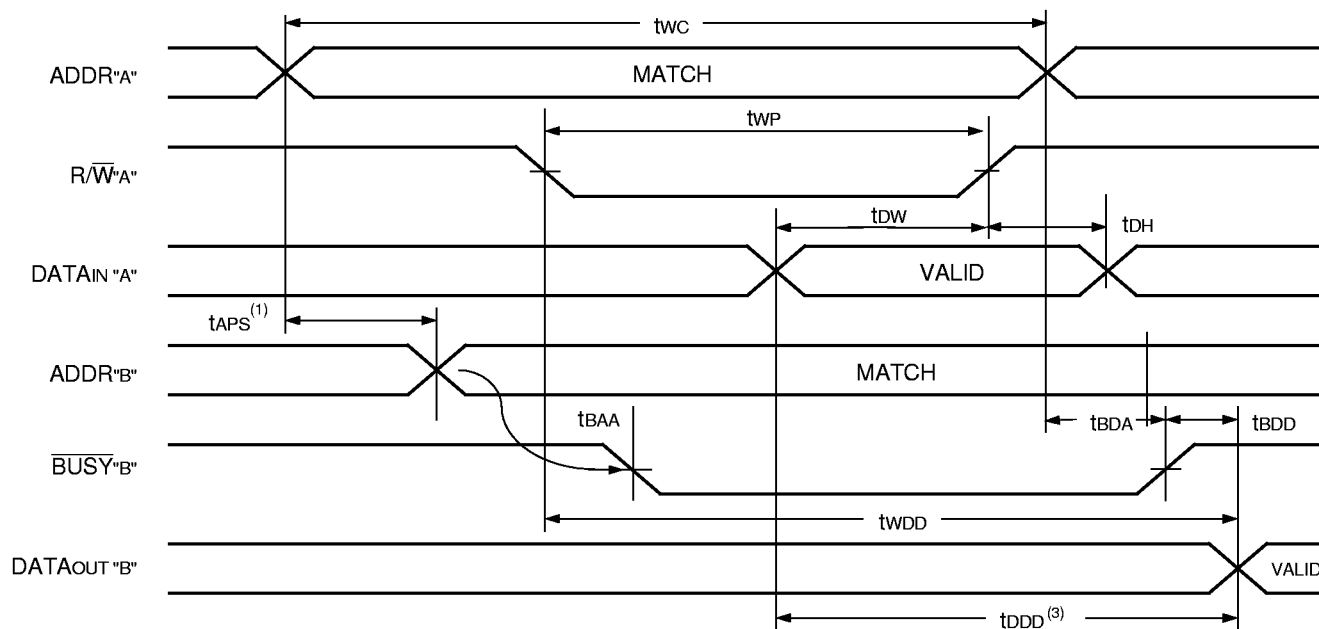 tWC
ADDR"A"
MATCH
tWP
R/W̅"A"
tDW
tDH
DATAIN "A"
VALID
tAPS(1)
ADDR"B"
MATCH
tBAA
tBDA
tBDD
B̅U̅S̅Y̅"B"
tWDD
DATAOUT "B"
VALID
tDDD(3)